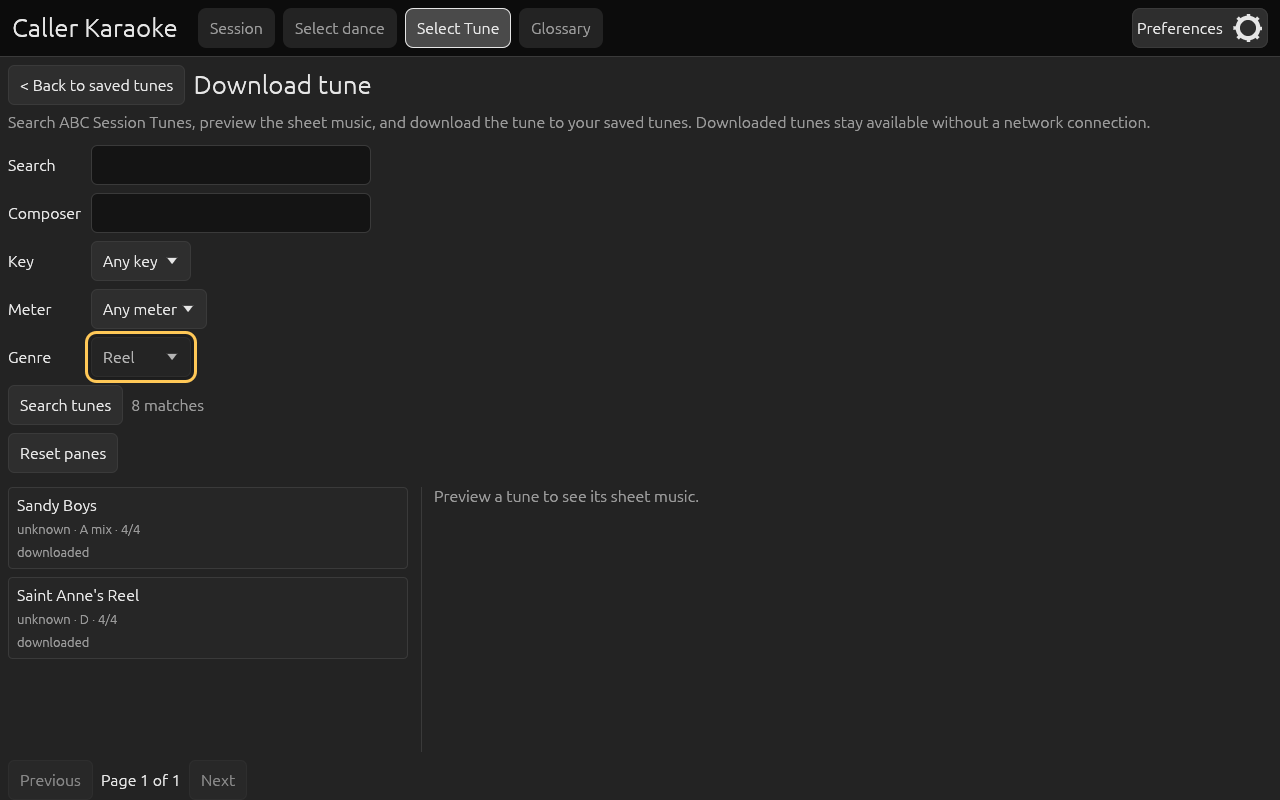 Caller Karaoke Session Select dance Select Tune Glossary Preferences
< Back to saved tunes Download tune
Search ABC Session Tunes, preview the sheet music, and download the tune to your saved tunes. Downloaded tunes stay available without a network connection.
Search
Composer
Key Any key
Meter Any meter
Genre Reel
Search tunes 8 matches
Reset panes
Sandy Boys
unknown · A mix · 4/4
downloaded
Saint Anne's Reel
unknown · D · 4/4
downloaded
Preview a tune to see its sheet music.
Previous Page 1 of 1 Next